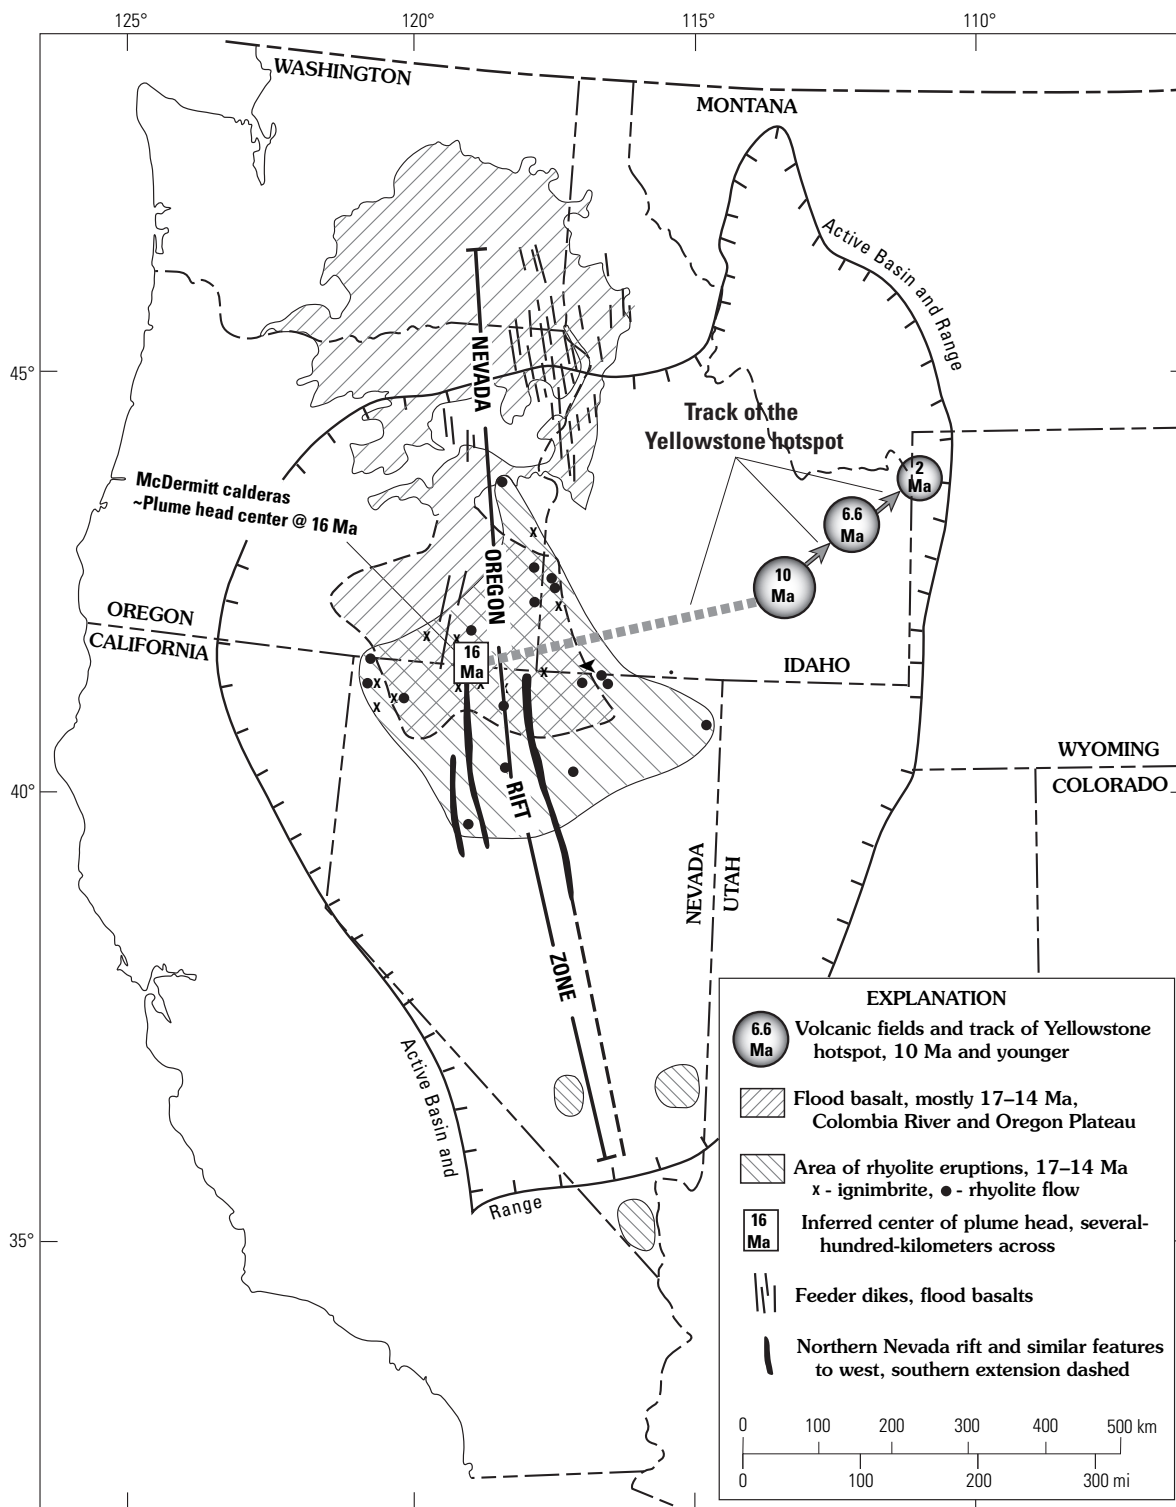 125°
120°
115°
110°
WASHINGTON
MONTANA
Active Basin and Range
45°
NEVADA
Track of the
Yellowstone hotspot
2
Ma
McDermitt calderas
~Plume head center @ 16 Ma
6.6
Ma
OREGON
10
Ma
OREGON
CALIFORNIA
16
Ma
IDAHO
WYOMING
COLORADO
40°
RIFT
NEVADA
UTAH
ZONE
Active Basin and
Range
35°
EXPLANATION
6.6
Ma
Volcanic fields and track of Yellowstone
hotspot, 10 Ma and younger
Flood basalt, mostly 17–14 Ma,
Colombia River and Oregon Plateau
Area of rhyolite eruptions, 17–14 Ma
x - ignimbrite, ● - rhyolite flow
16
Ma
Inferred center of plume head, several-
hundred-kilometers across
Feeder dikes, flood basalts
Northern Nevada rift and similar features
to west, southern extension dashed
0 100 200 300 400 500 km
0 100 200 300 mi